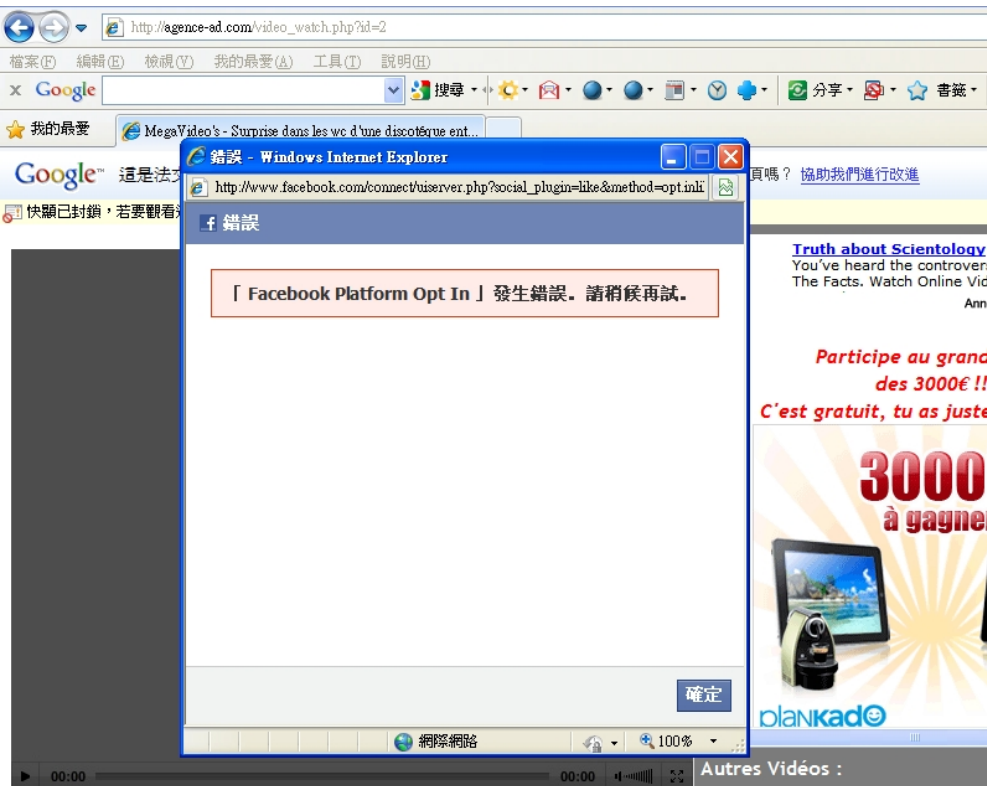 http://agence-ad.com/video_watch.php?id=2
檔案(F) 編輯(E) 檢視(V) 我的最愛(A) 工具(T) 說明(H)
x Google 搜尋 分享 書籤
我的最愛 MegaVideo's - Surprise dans les wc d'une discotéque ent...
錯誤 - Windows Internet Explorer
Google™ 這是法文 頁嗎? 協助我們進行改進
http://www.facebook.com/connect/uiserver.php?social_plugin=like&method=opt.inli
快顯已封鎖,若要觀看
f 錯誤
Truth about Scientology
You've heard the controver
The Facts. Watch Online Vid
Ann
「 Facebook Platform Opt In 」發生錯誤。請稍候再試。
Participe au grand
des 3000€ !!
C'est gratuit, tu as juste
3000
à gagner
確定
plankado
網際網路 100%
00:00 00:00
Autres Vidéos :